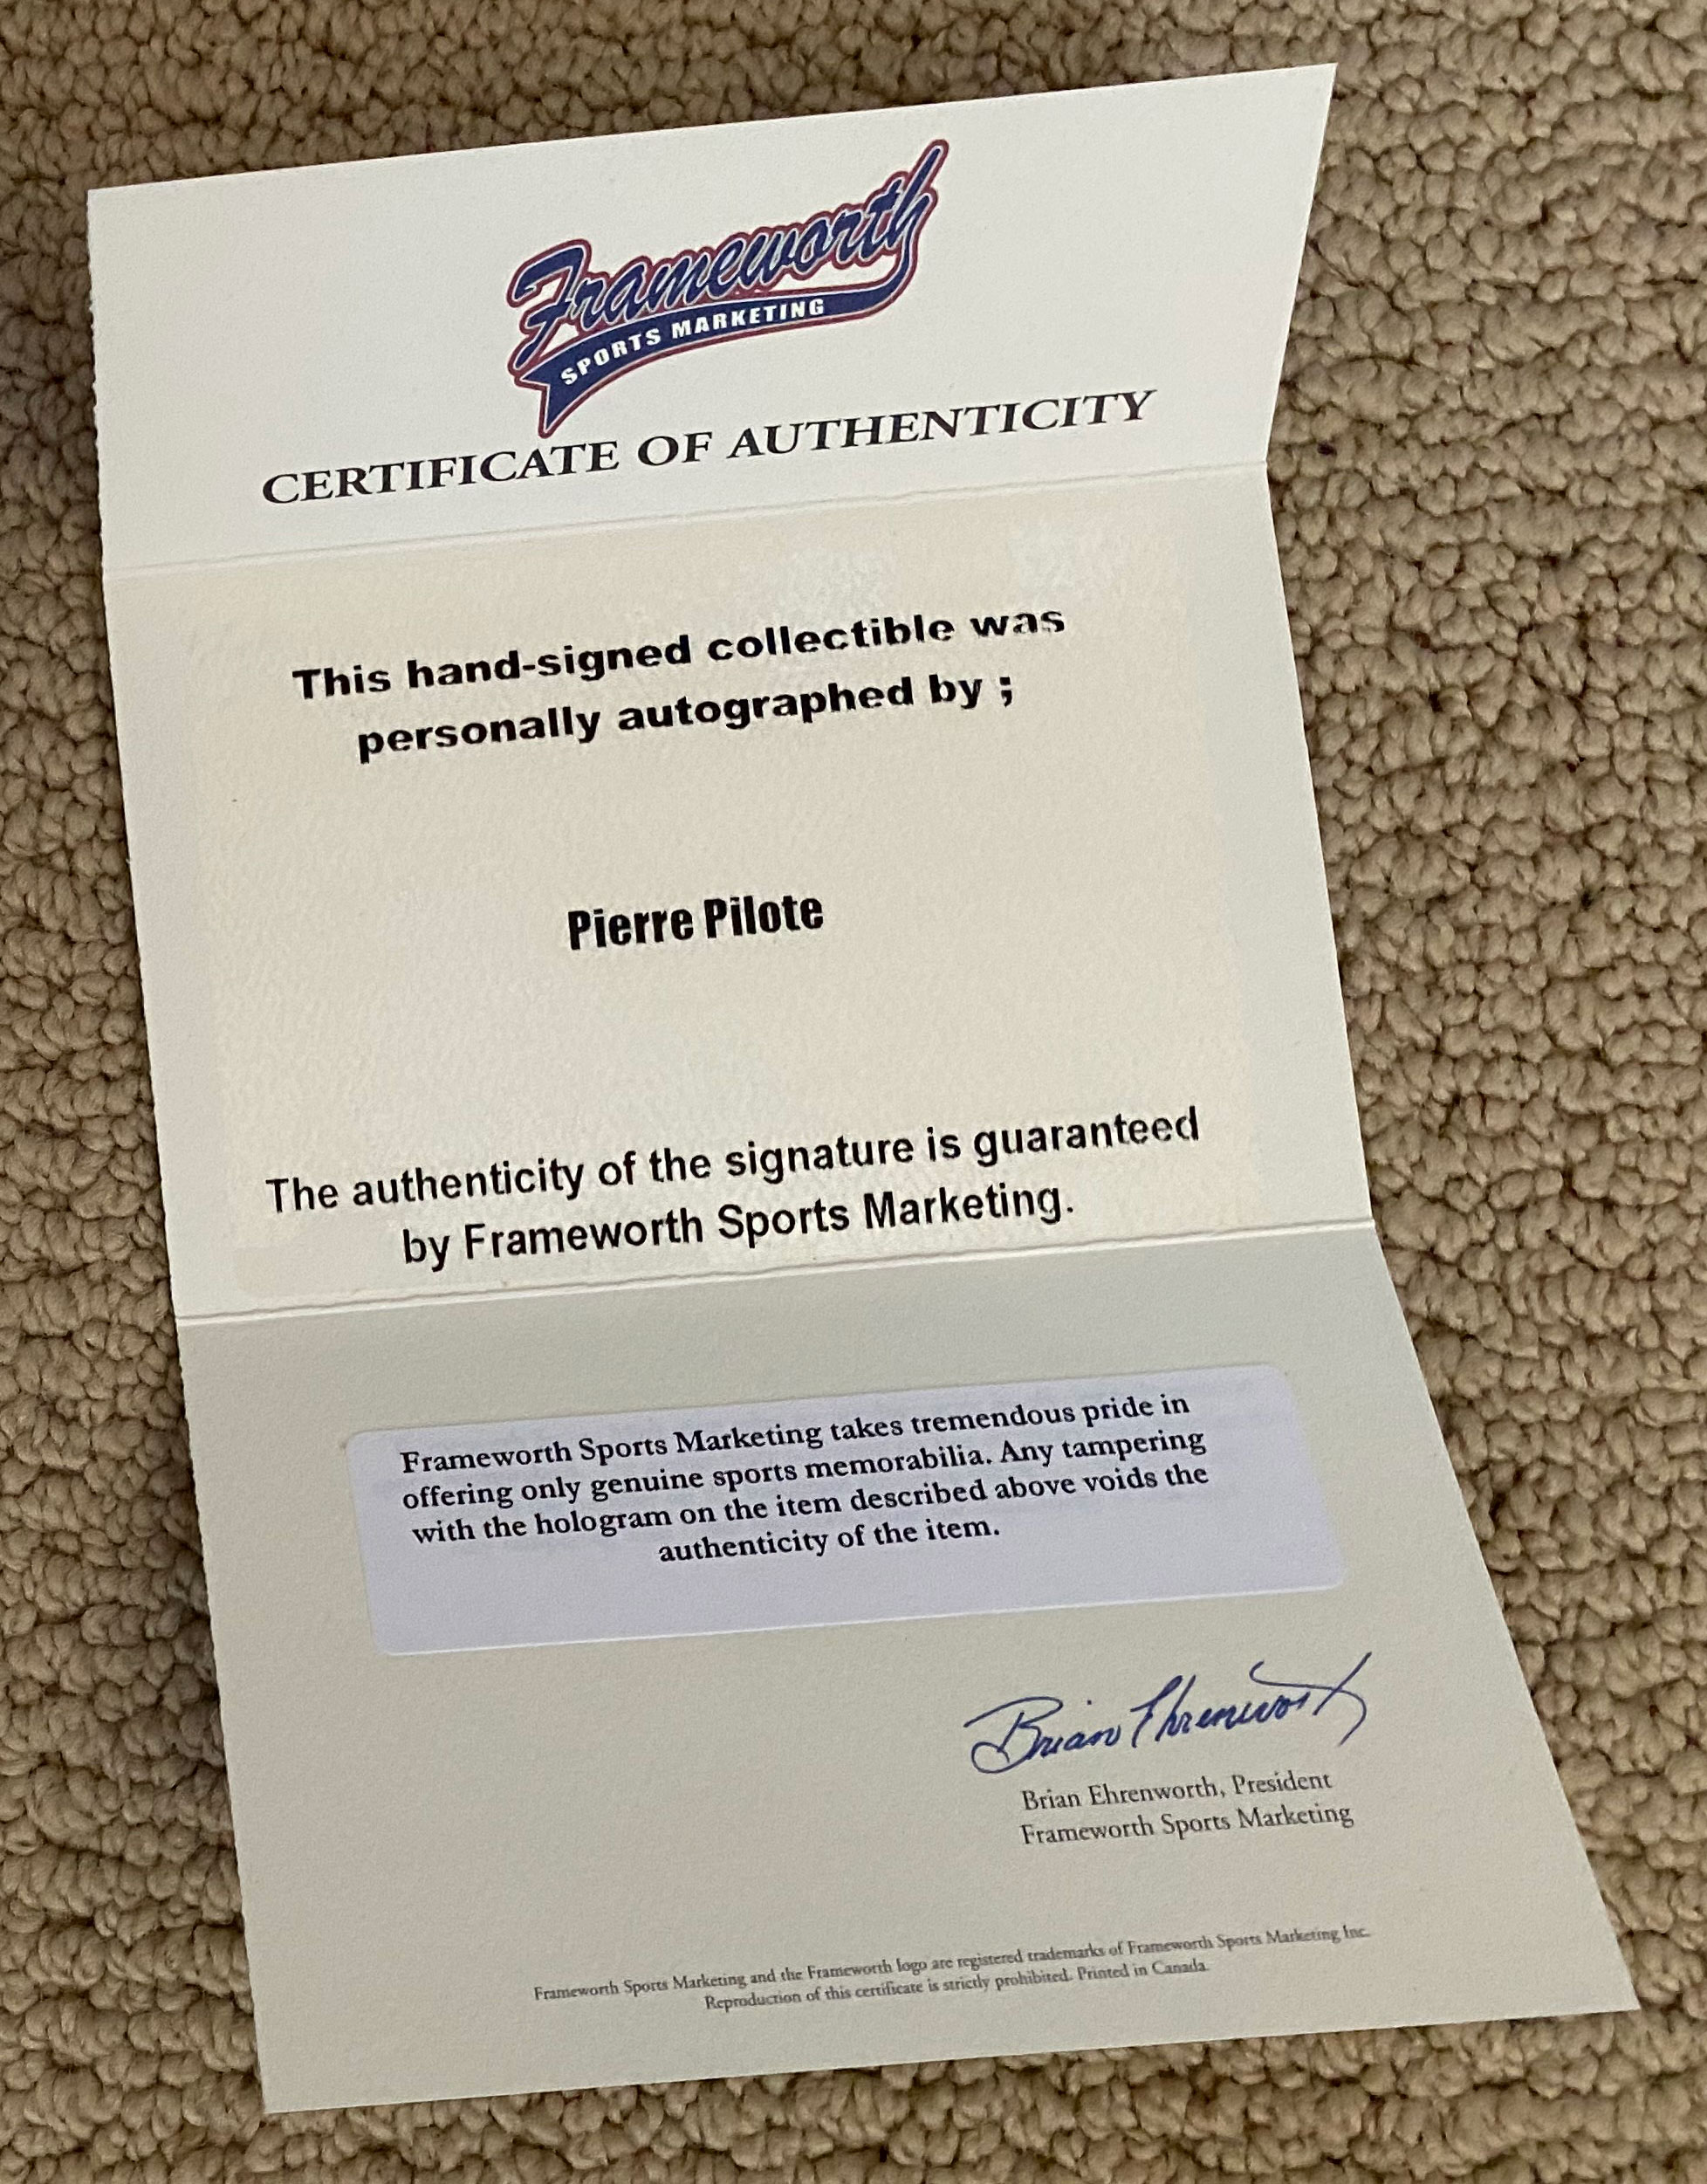 Frameworth
SPORTS MARKETING
CERTIFICATE OF AUTHENTICITY
This hand-signed collectible was
personally autographed by ;
Pierre Pilote
The authenticity of the signature is guaranteed
by Frameworth Sports Marketing.
Frameworth Sports Marketing takes tremendous pride in
offering only genuine sports memorabilia. Any tampering
with the hologram on the item described above voids the
authenticity of the item.
Brian Ehrenworth
Brian Ehrenworth, President
Frameworth Sports Marketing
Frameworth Sports Marketing and the Frameworth logo are registered trademarks of Frameworth Sports Marketing Inc.
Reproduction of this certificate is strictly prohibited. Printed in Canada.